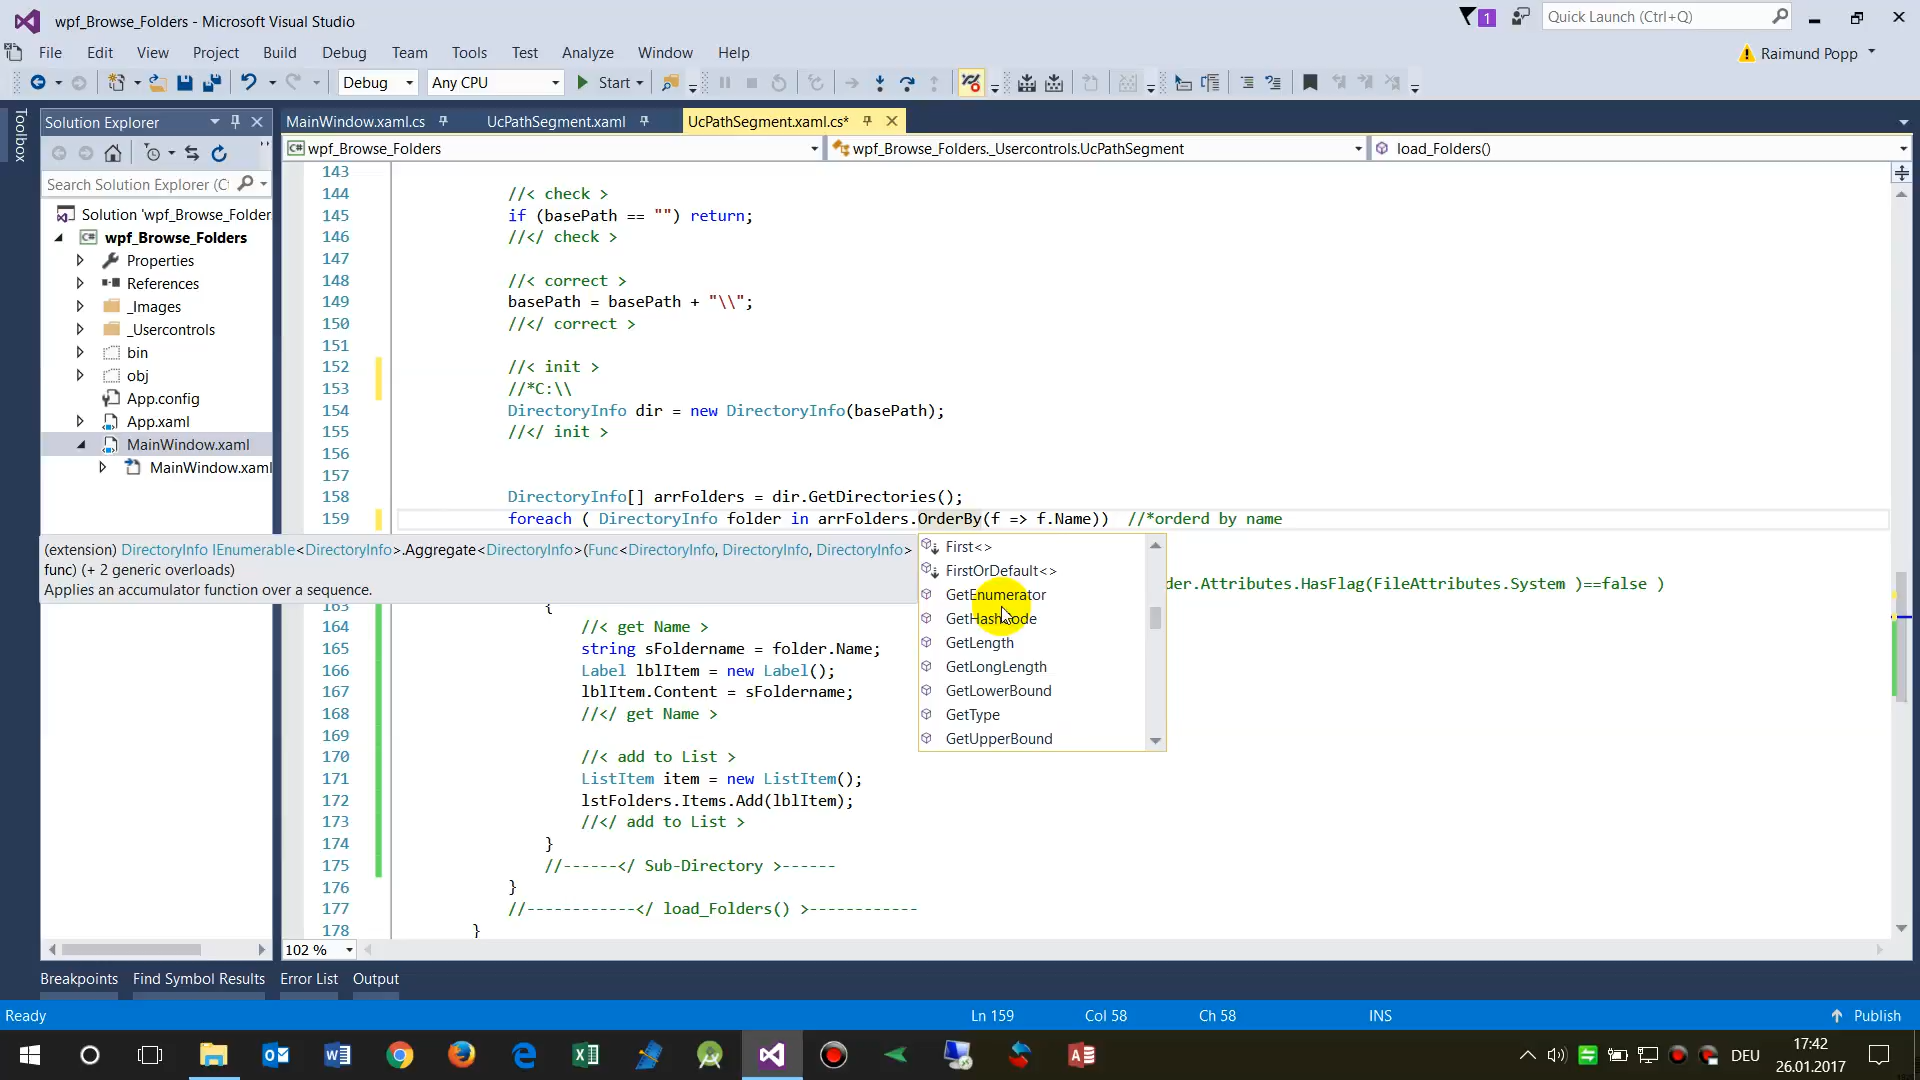 wpf_Browse_Folders - Microsoft Visual Studio
1
Quick Launch (Ctrl+Q)
File Edit View Project Build Debug Team Tools Test Analyze Window Help
Raimund Popp
Debug Any CPU Start
Toolbox
Solution Explorer
MainWindow.xaml.cs UcPathSegment.xaml UcPathSegment.xaml.cs*
wpf_Browse_Folders wpf_Browse_Folders._Usercontrols.UcPathSegment load_Folders()
Search Solution Explorer (Ct
Solution 'wpf_Browse_Folder
wpf_Browse_Folders
Properties
References
_Images
_Usercontrols
bin
obj
App.config
App.xaml
MainWindow.xaml
MainWindow.xaml
143
144 //< check >
145 if (basePath == "") return;
146 //</ check >
147
148 //< correct >
149 basePath = basePath + "\\";
150 //</ correct >
151
152 //< init >
153 //*C:\\
154 DirectoryInfo dir = new DirectoryInfo(basePath);
155 //</ init >
156
157
158 DirectoryInfo[] arrFolders = dir.GetDirectories();
159 foreach ( DirectoryInfo folder in arrFolders.OrderBy(f => f.Name)) //*orderd by name
(extension) DirectoryInfo IEnumerable<DirectoryInfo>.Aggregate<DirectoryInfo>(Func<DirectoryInfo, DirectoryInfo, DirectoryInfo>
func) (+ 2 generic overloads)
Applies an accumulator function over a sequence.
First<>
FirstOrDefault<>
GetEnumerator
GetHashCode
GetLength
GetLongLength
GetLowerBound
GetType
GetUpperBound
der.Attributes.HasFlag(FileAttributes.System )==false )
163 {
164 //< get Name >
165 string sFoldername = folder.Name;
166 Label lblItem = new Label();
167 lblItem.Content = sFoldername;
168 //</ get Name >
169
170 //< add to List >
171 ListItem item = new ListItem();
172 lstFolders.Items.Add(lblItem);
173 //</ add to List >
174 }
175 //------</ Sub-Directory >------
176 }
177 //------------</ load_Folders() >------------
178 }
102 %
Breakpoints Find Symbol Results Error List Output
Ready Ln 159 Col 58 Ch 58 INS Publish
DEU
17:42
26.01.2017